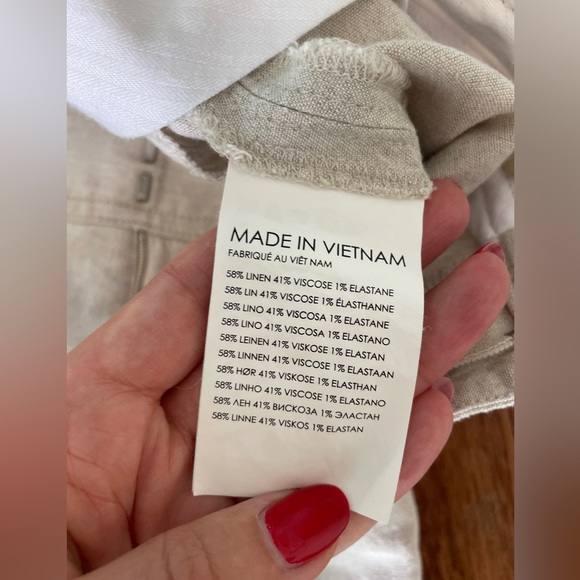 MADE IN VIETNAM
FABRIQUÉ AU VIÊT NAM
58% LINEN 41% VISCOSE 1% ELASTANE
58% LIN 41% VISCOSE 1% ÉLASTHANNE
58% LINO 41% VISCOSA 1% ELASTANE
58% LINO 41% VISCOSA 1% ELASTANO
58% LEINEN 41% VISKOSE 1% ELASTAN
58% LINNEN 41% VISCOSE 1% ELASTAAN
58% HØR 41% VISKOSE 1% ELASTHAN
58% LINHO 41% VISCOSE 1% ELASTANO
58% ЛЕН 41% ВИСКОЗА 1% ЭЛАСТАН
58% LINNE 41% VISKOS 1% ELASTAN